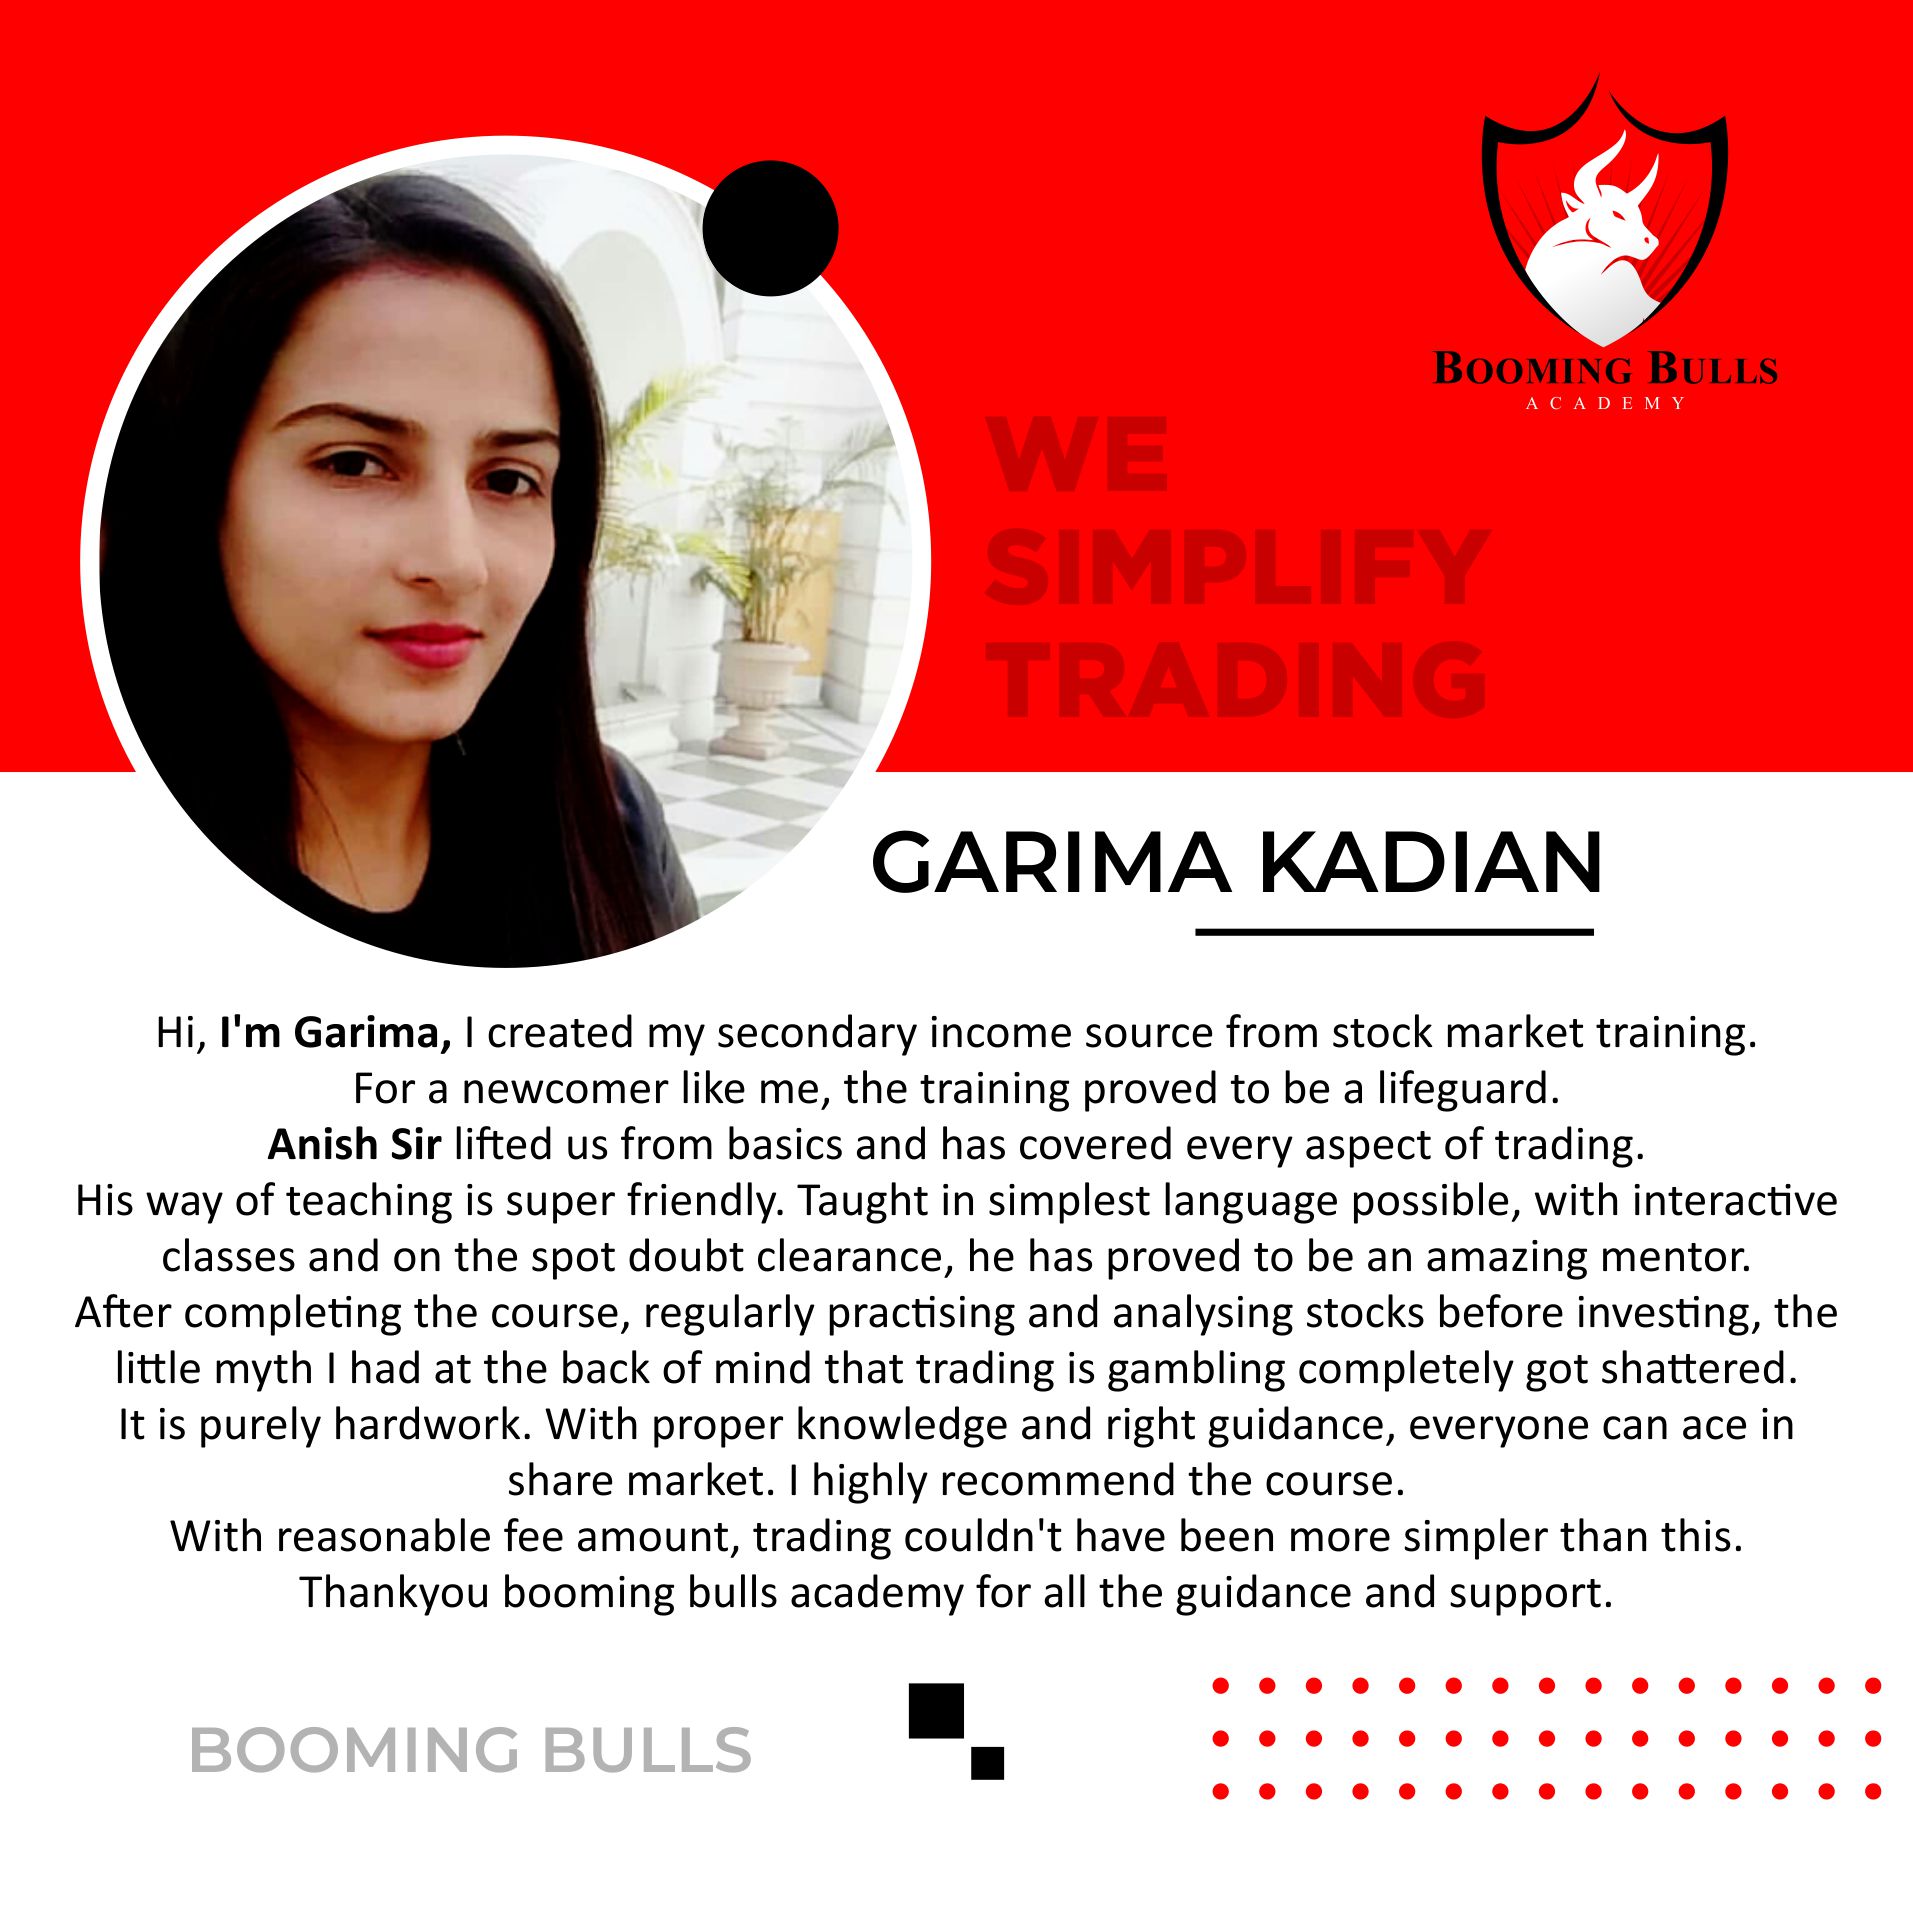 BOOMING BULLS
ACADEMY
WE
SIMPLIFY
TRADING
GARIMA KADIAN
Hi, I'm Garima, I created my secondary income source from stock market training.
For a newcomer like me, the training proved to be a lifeguard.
Anish Sir lifted us from basics and has covered every aspect of trading.
His way of teaching is super friendly. Taught in simplest language possible, with interactive
classes and on the spot doubt clearance, he has proved to be an amazing mentor.
After completing the course, regularly practising and analysing stocks before investing, the
little myth I had at the back of mind that trading is gambling completely got shattered.
It is purely hardwork. With proper knowledge and right guidance, everyone can ace in
share market. I highly recommend the course.
With reasonable fee amount, trading couldn't have been more simpler than this.
Thankyou booming bulls academy for all the guidance and support.
BOOMING BULLS